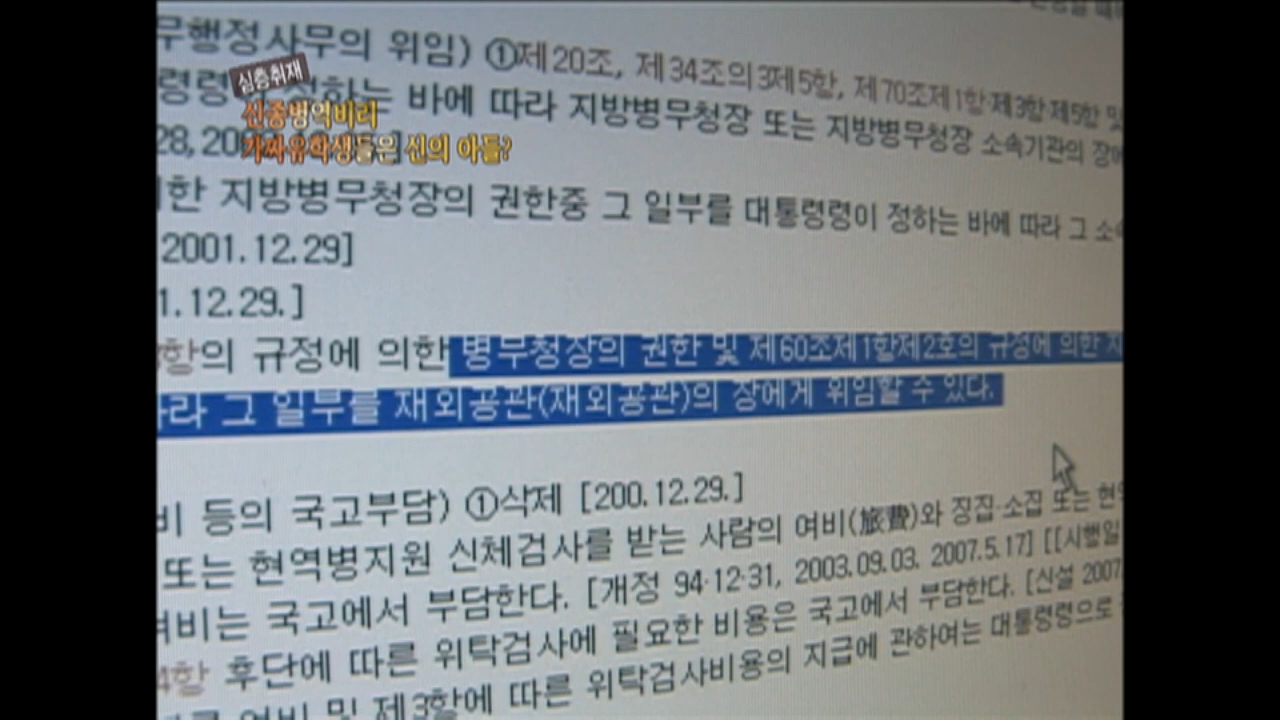 무행정사무의 위임) ①제20조, 제34조의3제5항, 제70조제1항·제3항·제5항 및
심층취재
령령 정하는 바에 따라 지방병무청장 또는 지방병무청장 소속기관의 장에
신종병역비리
28,20
가짜유학생들은 신의 아들?
한 지방병무청장의 권한중 그 일부를 대통령령이 정하는 바에 따라 그 소속
2001.12.29]
1.12.29.]
항의 규정에 의한 병무청장의 권한 및 제60조제1항제2호의 규정에 의한 지
라 그 일부를 재외공관(재외공관)의 장에게 위임할 수 있다.
비 등의 국고부담) ①삭제 [200.12.29.]
또는 현역병지원 신체검사를 받는 사람의 여비(旅費)와 징집·소집 또는 현역
여비는 국고에서 부담한다. [개정 94·12·31, 2003.09.03. 2007.5.17] [[시행일
4항 후단에 따른 위탁검사에 필요한 비용은 국고에서 부담한다. [신설 2007
여비 및 제3항에 따른 위탁검사비용의 지급에 관하여는 대통령령으로